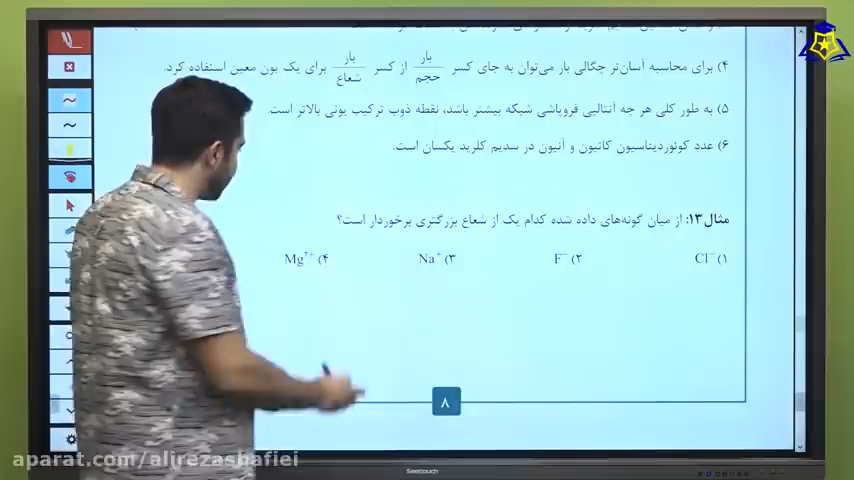 ۴) برای محاسبه آسان‌تر چگالی بار می‌توان به جای کسر بار/حجم از کسر بار/شعاع برای یک یون معین استفاده کرد.
۵) به طور کلی هر چه آنتالپی فروپاشی شبکه بیشتر باشد، نقطه ذوب ترکیب یونی بالاتر است.
۶) عدد کوئوردیناسیون کاتیون و آنیون در سدیم کلرید یکسان است.
مثال۱۳: از میان گونه‌های داده شده کدام یک از شعاع بزرگتری برخوردار است؟
۱) Cl⁻ ۲) F⁻ ۳) Na⁺ ۴) Mg²⁺
۸
Seetouch
aparat.com/alirezashafiei